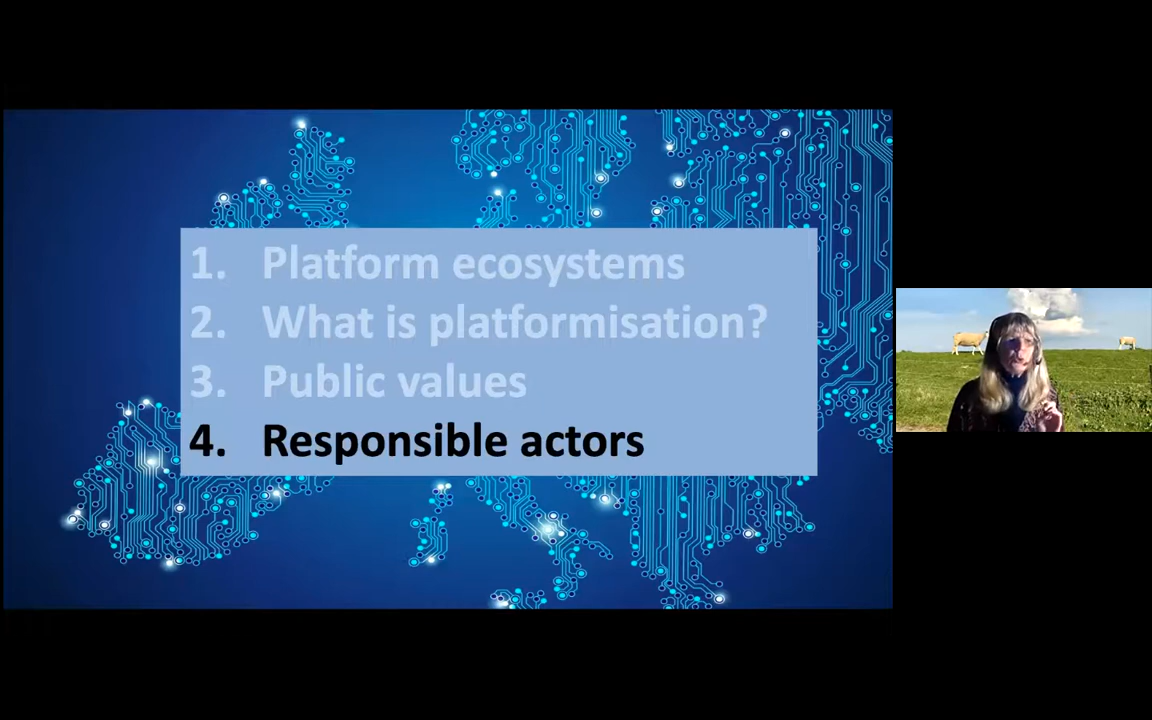 1. Platform ecosystems
2. What is platformisation?
3. Public values
4. Responsible actors